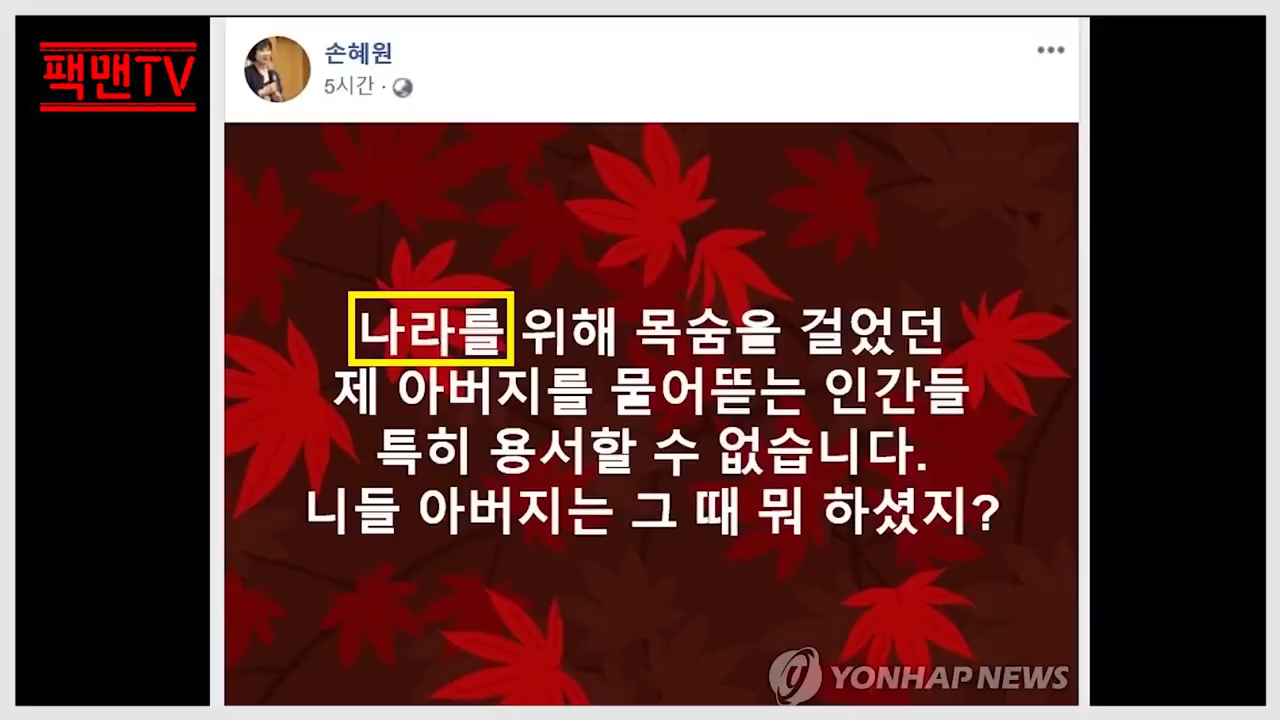 팩맨TV
손혜원
5시간 ·
나라를 위해 목숨을 걸었던
제 아버지를 물어뜯는 인간들
특히 용서할 수 없습니다.
니들 아버지는 그 때 뭐 하셨지?
YONHAP NEWS